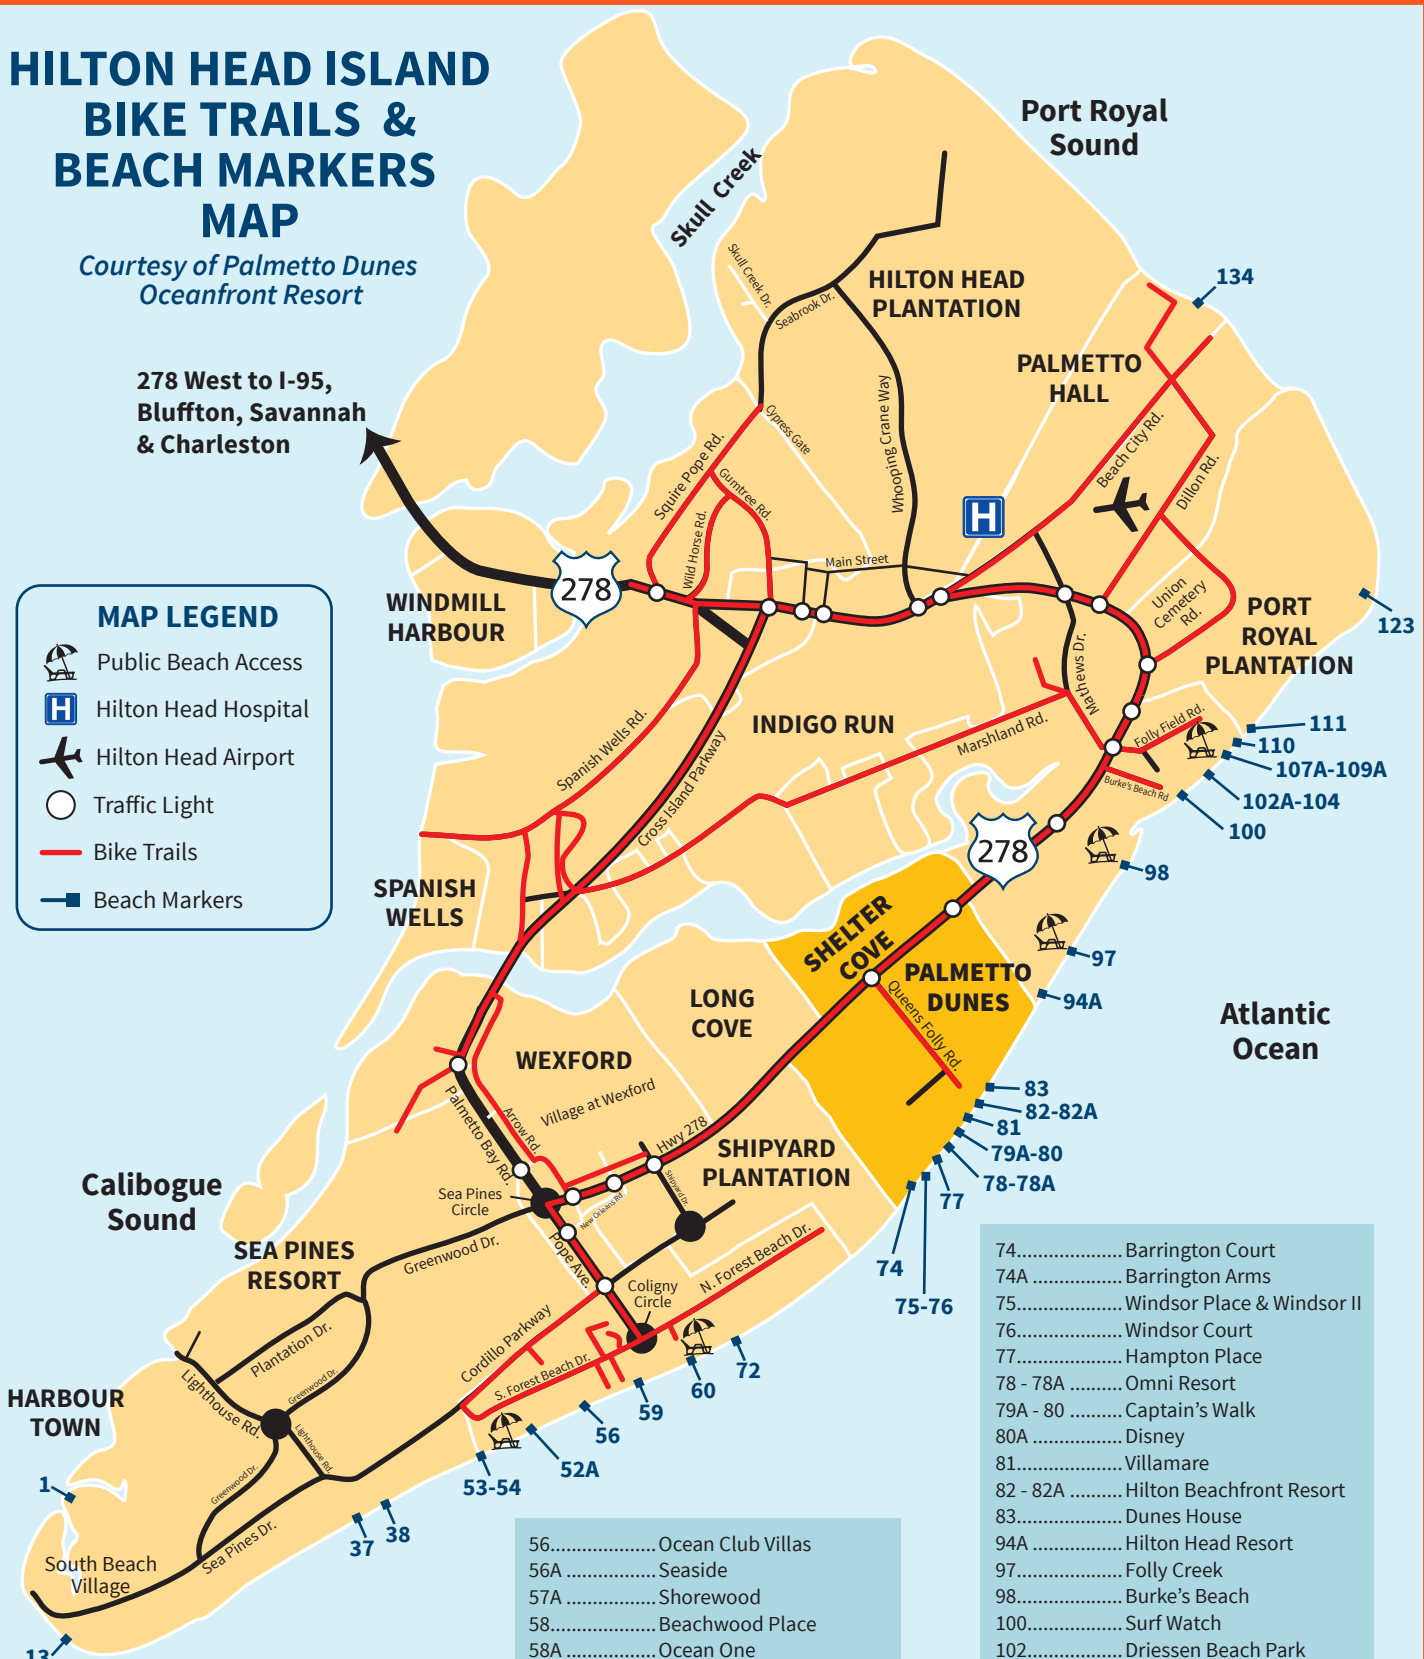 HILTON HEAD ISLAND
BIKE TRAILS &
BEACH MARKERS
MAP
Courtesy of Palmetto Dunes
Oceanfront Resort
278 West to I-95,
Bluffton, Savannah
& Charleston
Skull Creek
Port Royal
Sound
Skull Creek Dr.
Seabrook Dr.
HILTON HEAD
PLANTATION
134
PALMETTO
HALL
Cypress Gate
Whooping Crane Way
Squire Pope Rd.
Gumtree Rd.
Wild Horse Rd.
Beach City Rd.
Dillon Rd.
H
Main Street
278
WINDMILL
HARBOUR
Union
Cemetery
Rd.
PORT
ROYAL
PLANTATION
123
MAP LEGEND
Public Beach Access
H
Hilton Head Hospital
Hilton Head Airport
Traffic Light
Bike Trails
Beach Markers
Mathews Dr.
INDIGO RUN
Marshland Rd.
Folly Field Rd.
Burke's Beach Rd
111
110
107A-109A
102A-104
100
Spanish Wells Rd.
Cross Island Parkway
278
98
SPANISH
WELLS
SHELTER
COVE
PALMETTO
DUNES
Queens Folly Rd.
97
94A
LONG
COVE
Atlantic
Ocean
WEXFORD
Village at Wexford
Arrow Rd.
Palmetto Bay Rd.
Hwy 278
SHIPYARD
PLANTATION
Shipyard Dr.
83
82-82A
81
79A-80
78-78A
77
74
75-76
Calibogue
Sound
Sea Pines
Circle
New Orleans Rd.
Pope Ave.
Greenwood Dr.
SEA PINES
RESORT
Coligny
Circle
N. Forest Beach Dr.
Cordillo Parkway
S. Forest Beach Dr.
Plantation Dr.
Greenwood Dr.
Lighthouse Rd.
Lighthouse Rd.
Greenwood Dr.
HARBOUR
TOWN
72
60
59
56
52A
53-54
38
37
1
Sea Pines Dr.
South Beach
Village
13
56....................Ocean Club Villas
56A .................Seaside
57A .................Shorewood
58....................Beachwood Place
58A .................Ocean One
74....................Barrington Court
74A .................Barrington Arms
75....................Windsor Place & Windsor II
76....................Windsor Court
77....................Hampton Place
78 - 78A ..........Omni Resort
79A - 80 ..........Captain's Walk
80A .................Disney
81....................Villamare
82 - 82A ..........Hilton Beachfront Resort
83....................Dunes House
94A .................Hilton Head Resort
97....................Folly Creek
98....................Burke's Beach
100..................Surf Watch
102..................Driessen Beach Park